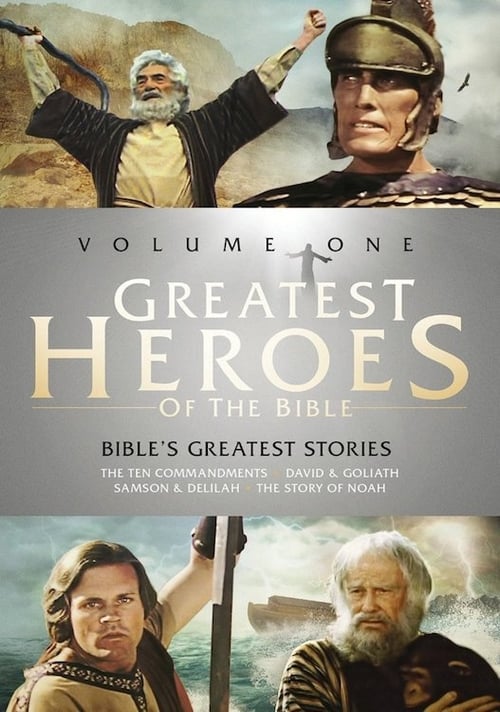 VOLUME ONE
GREATEST
HEROES
OF THE BIBLE
BIBLE'S GREATEST STORIES
THE TEN COMMANDMENTS • DAVID & GOLIATH
SAMSON & DELILAH • THE STORY OF NOAH